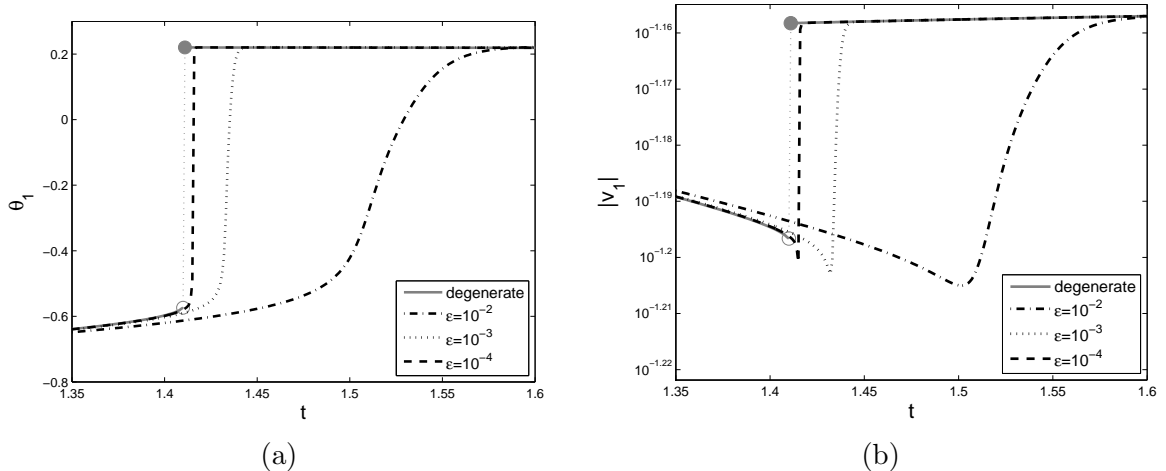 0.2
0
−0.2
−0.4
−0.6
−0.8
θ₁
1.35 1.4 1.45 1.5 1.55 1.6
t
degenerate
ε=10⁻²
ε=10⁻³
ε=10⁻⁴
(a)
10⁻¹·¹⁶
10⁻¹·¹⁷
10⁻¹·¹⁸
10⁻¹·¹⁹
10⁻¹·²
10⁻¹·²¹
10⁻¹·²²
|v₁|
1.35 1.4 1.45 1.5 1.55 1.6
t
degenerate
ε=10⁻²
ε=10⁻³
ε=10⁻⁴
(b)